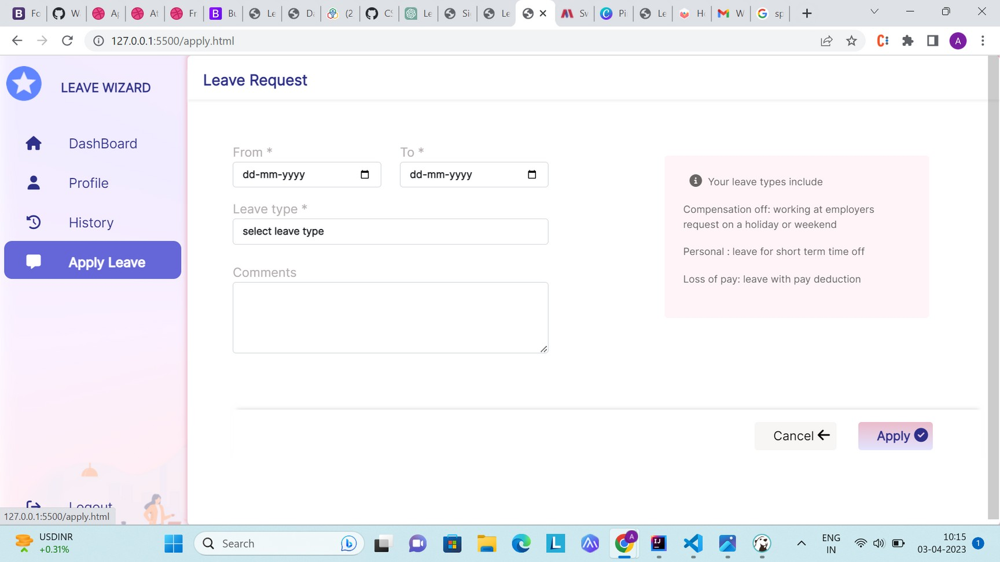 Fo
W
Ap
At
Fr
Bu
Le
Da
(2
CS
Le
Si
Le
Sv
Pi
Le
H
W
sp
127.0.0.1:5500/apply.html
A
LEAVE WIZARD
Leave Request
DashBoard
Profile
History
Apply Leave
Logout
From *
To *
dd-mm-yyyy
dd-mm-yyyy
Leave type *
select leave type
Comments
Your leave types include
Compensation off: working at employers
request on a holiday or weekend
Personal : leave for short term time off
Loss of pay: leave with pay deduction
Cancel
Apply
127.0.0.1:5500/apply.html
USDINR
+0.31%
Search
ENG
IN
10:15
03-04-2023
1